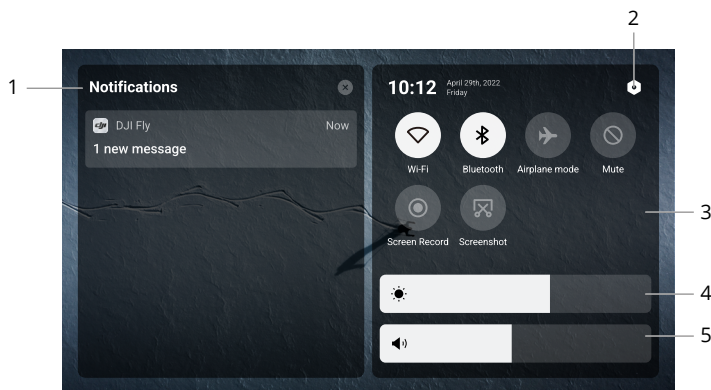 2
1
Notifications
DJI Fly
Now
1 new message
10:12
April 29th, 2022
Friday
Wi-Fi
Bluetooth
Airplane mode
Mute
Screen Record
Screenshot
3
4
5